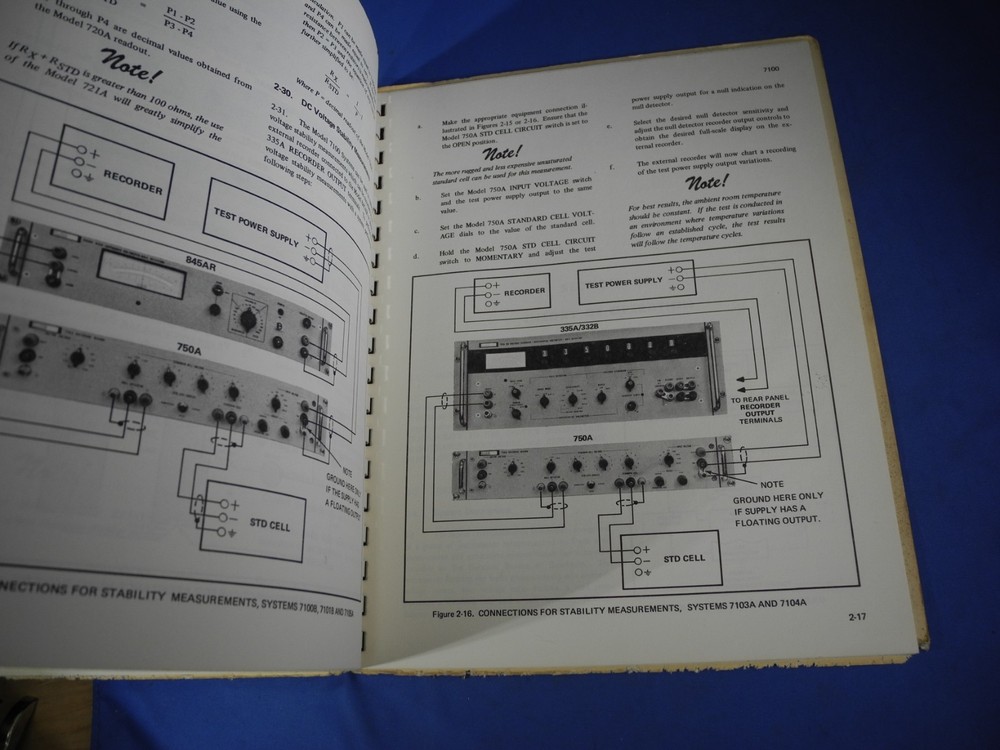 P1 - P2
=
P3 - P4
through P4 are decimal values obtained from
the Model 720A readout.
Note!
If RX + RSTD is greater than 100 ohms, the use
of the Model 721A will greatly simplify the
further simplified
RX
RSTD
=
1
Where P = decimal
2-30. DC Voltage Stability
2-31. The Model 7100
voltage stability
external recorder connected
335A RECORDER OUTPUT
voltage stability
following steps:
RECORDER
TEST POWER SUPPLY
845AR
750A
NOTE
GROUND HERE ONLY
IF THE SUPPLY HAS
A FLOATING OUTPUT
STD CELL
CONNECTIONS FOR STABILITY MEASUREMENTS, SYSTEMS 7100B, 7101B AND
7100
a. Make the appropriate equipment connection il-
lustrated in Figures 2-15 or 2-16. Ensure that the
Model 750A STD CELL CIRCUIT switch is set to
the OPEN position.
Note!
The more rugged and less expensive unsaturated
standard cell can be used for this measurement.
b. Set the Model 750A INPUT VOLTAGE switch
and the test power supply output to the same
value.
c. Set the Model 750A STANDARD CELL VOLT-
AGE dials to the value of the standard cell.
d. Hold the Model 750A STD CELL CIRCUIT
switch to MOMENTARY and adjust the test
power supply output for a null indication on the
null detector.
e. Select the desired null detector sensitivity and
adjust the null detector recorder output controls to
obtain the desired full-scale display on the ex-
ternal recorder.
f. The external recorder will now chart a recording
of the test power supply output variations.
Note!
For best results, the ambient room temperature
should be constant. If the test is conducted in
an environment where temperature variations
follow an established cycle, the test results
will follow the temperature cycles.
RECORDER
TEST POWER SUPPLY
335A/332B
TO REAR PANEL
RECORDER
OUTPUT
TERMINALS
750A
NOTE
GROUND HERE ONLY
IF SUPPLY HAS A
FLOATING OUTPUT.
STD CELL
Figure 2-16. CONNECTIONS FOR STABILITY MEASUREMENTS, SYSTEMS 7103A AND 7104A
2-17